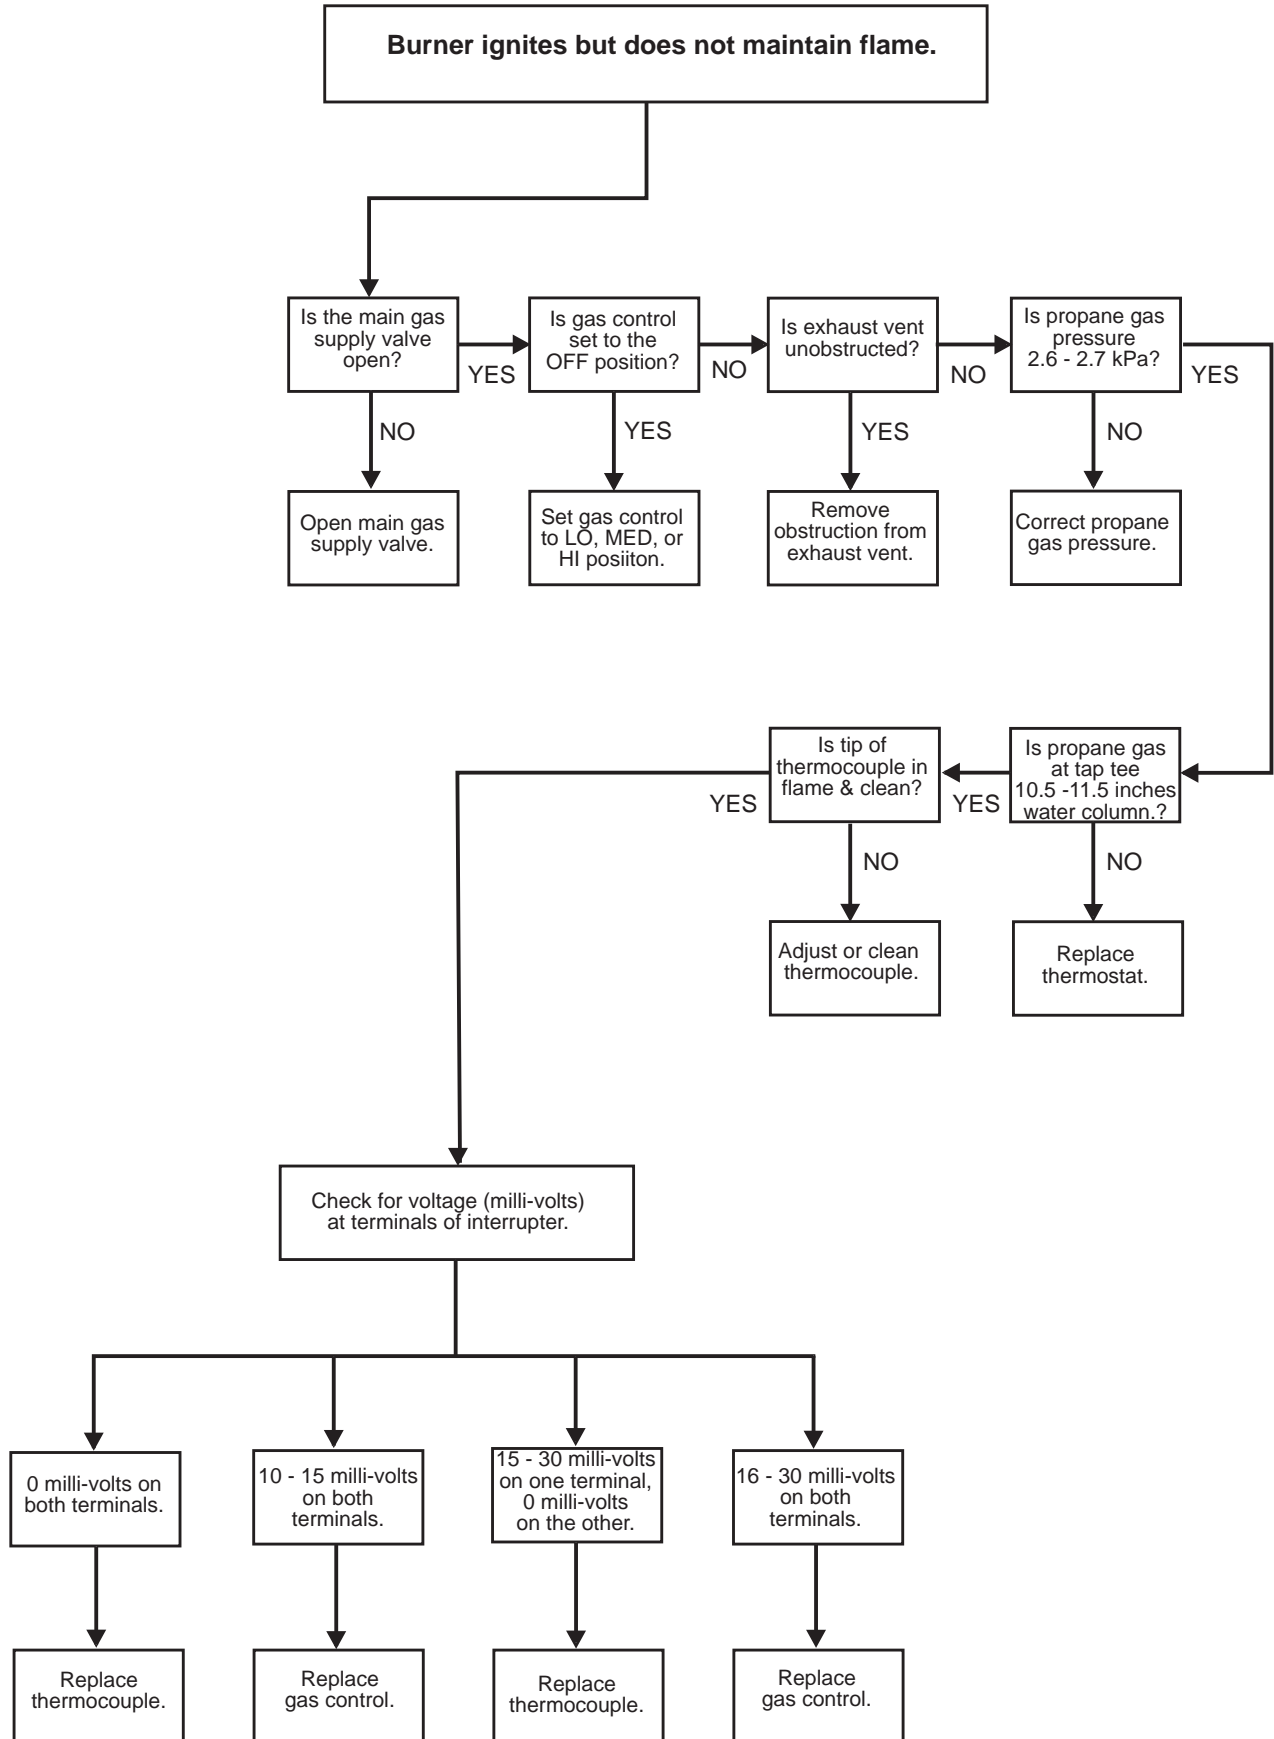 Burner ignites but does not maintain flame.
Is the main gas
supply valve
open?
YES
NO
Open main gas
supply valve.
Is gas control
set to the
OFF position?
NO
YES
Set gas control
to LO, MED, or
HI posiiton.
Is exhaust vent
unobstructed?
NO
YES
Remove
obstruction from
exhaust vent.
Is propane gas
pressure
2.6 - 2.7 kPa?
YES
NO
Correct propane
gas pressure.
Is propane gas
at tap tee
10.5 -11.5 inches
water column.?
YES
NO
Replace
thermostat.
Is tip of
thermocouple in
flame & clean?
YES
NO
Adjust or clean
thermocouple.
Check for voltage (milli-volts)
at terminals of interrupter.
0 milli-volts on
both terminals.
Replace
thermocouple.
10 - 15 milli-volts
on both
terminals.
Replace
gas control.
15 - 30 milli-volts
on one terminal,
0 milli-volts
on the other.
Replace
thermocouple.
16 - 30 milli-volts
on both
terminals.
Replace
gas control.